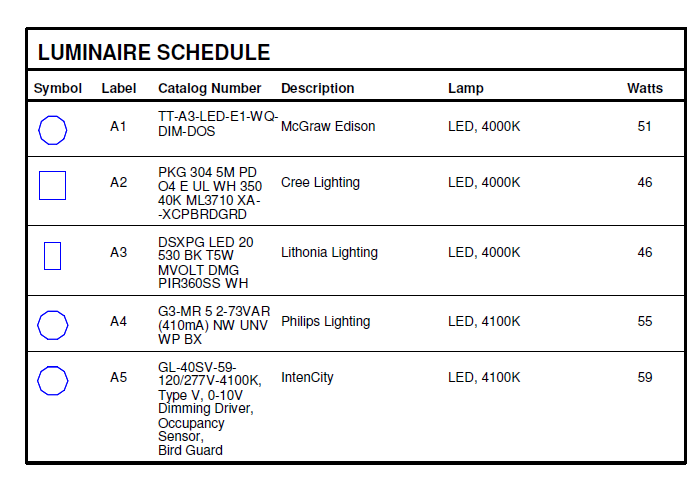 LUMINAIRE SCHEDULE
Symbol Label Catalog Number Description Lamp Watts
A1 TT-A3-LED-E1-WQ-
DIM-DOS McGraw Edison LED, 4000K 51
PKG 304 5M PD
A2 O4 E UL WH 350 Cree Lighting LED, 4000K 46
40K ML3710 XA-
-XCPBRDGRD
DSXPG LED 20
A3 530 BK T5W Lithonia Lighting LED, 4000K 46
MVOLT DMG
PIR360SS WH
G3-MR 5 2-73VAR
A4 (410mA) NW UNV Philips Lighting LED, 4100K 55
WP BX
GL-40SV-59-
A5 120/277V-4100K, IntenCity LED, 4100K 59
Type V, 0-10V
Dimming Driver,
Occupancy
Sensor,
Bird Guard